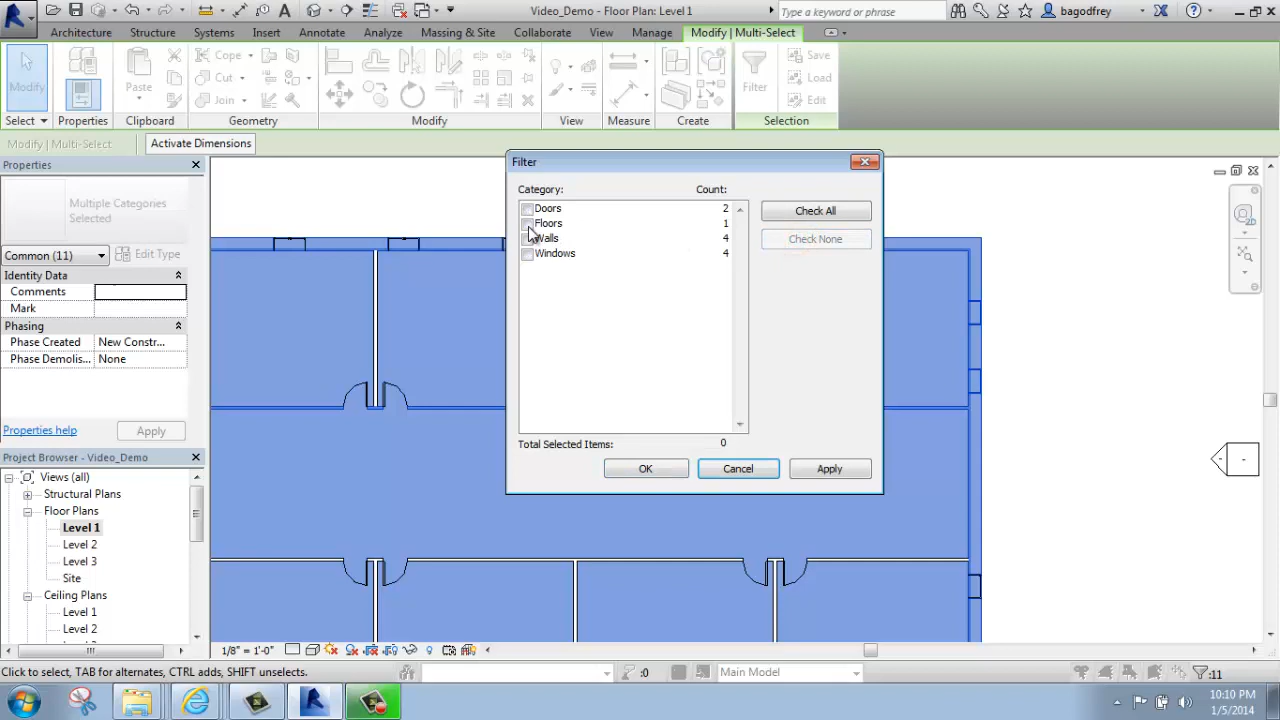 Video_Demo - Floor Plan: Level 1
Type a keyword or phrase
bagodfrey
Architecture Structure Systems Insert Annotate Analyze Massing & Site Collaborate View Manage Modify | Multi-Select
Modify
Paste
Cope
Cut
Join
Filter
Save
Load
Edit
Select Properties Clipboard Geometry Modify View Measure Create Selection
Modify | Multi-Select
Activate Dimensions
Properties
Multiple Categories
Selected
Common (11)
Edit Type
Identity Data
Comments
Mark
Phasing
Phase Created New Constr...
Phase Demolis... None
Properties help
Apply
Project Browser - Video_Demo
Views (all)
Structural Plans
Floor Plans
Level 1
Level 2
Level 3
Site
Ceiling Plans
Level 1
Level 2
Filter
Category: Count:
Doors 2
Floors 1
Walls 4
Windows 4
Check All
Check None
Total Selected Items: 0
OK
Cancel
Apply
2D
1/8" = 1'-0"
Click to select, TAB for alternates, CTRL adds, SHIFT unselects.
:0
Main Model
:11
10:10 PM
1/5/2014